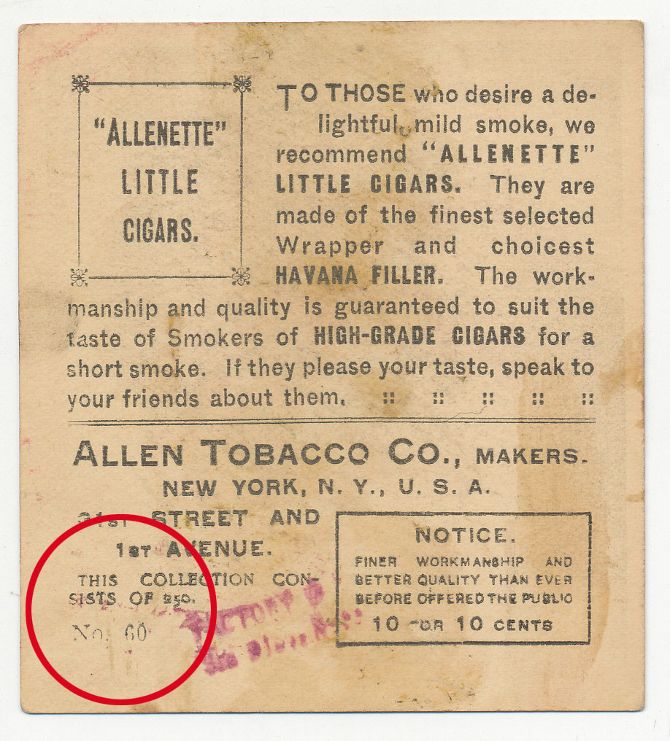 "ALLENETTE"
LITTLE
CIGARS.
TO THOSE who desire a de-
lightful, mild smoke, we
recommend "ALLENETTE"
LITTLE CIGARS. They are
made of the finest selected
Wrapper and choicest
HAVANA FILLER. The work-
manship and quality is guaranteed to suit the
taste of Smokers of HIGH-GRADE CIGARS for a
short smoke. If they please your taste, speak to
your friends about them. :: :: :: :: ::
ALLEN TOBACCO CO., MAKERS.
NEW YORK, N. Y., U. S. A.
31ST STREET AND
1ST AVENUE.
THIS COLLECTION CON-
SISTS OF 250.
No. 60
FACTORY
NOTICE.
FINER WORKMANSHIP AND
BETTER QUALITY THAN EVER
BEFORE OFFERED THE PUBLIC
10 FOR 10 CENTS